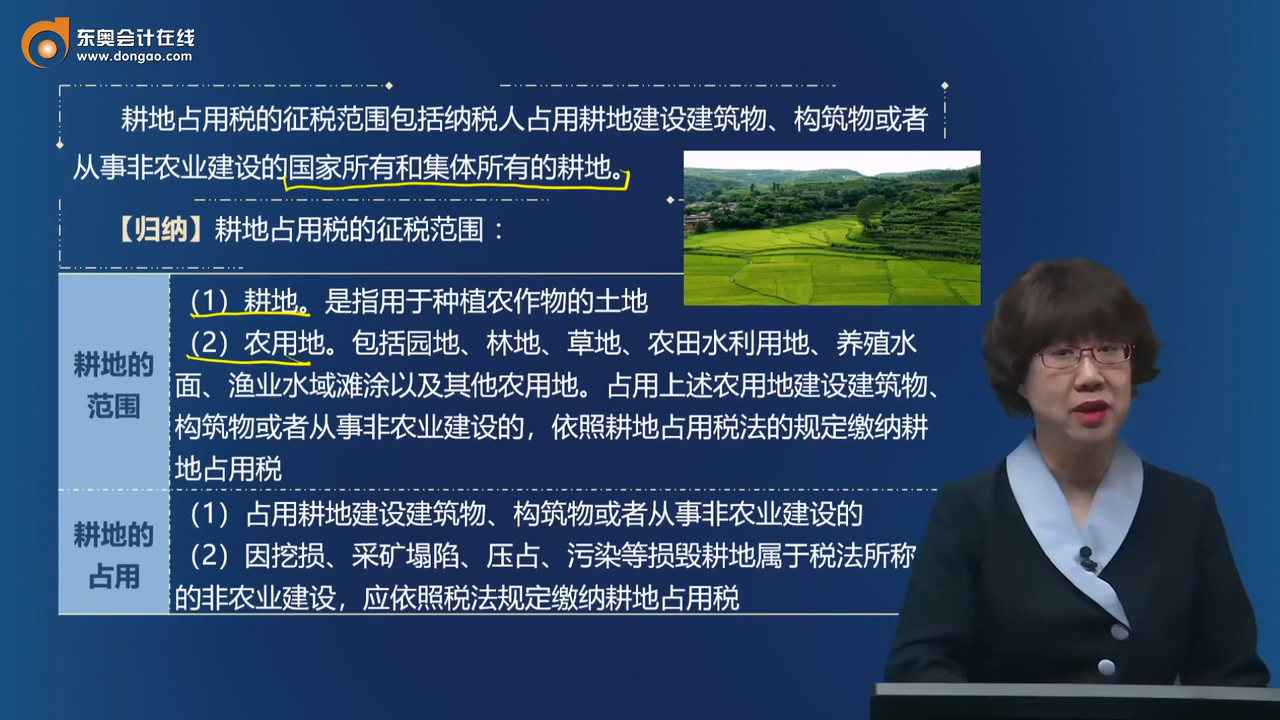 东奥会计在线
www.dongao.com
耕地占用税的征税范围包括纳税人占用耕地建设建筑物、构筑物或者
从事非农业建设的国家所有和集体所有的耕地。
【归纳】耕地占用税的征税范围：
耕地的
范围
（1）耕地。是指用于种植农作物的土地
（2）农用地。包括园地、林地、草地、农田水利用地、养殖水
面、渔业水域滩涂以及其他农用地。占用上述农用地建设建筑物、
构筑物或者从事非农业建设的，依照耕地占用税法的规定缴纳耕
地占用税
耕地的
占用
（1）占用耕地建设建筑物、构筑物或者从事非农业建设的
（2）因挖损、采矿塌陷、压占、污染等损毁耕地属于税法所称
的非农业建设，应依照税法规定缴纳耕地占用税